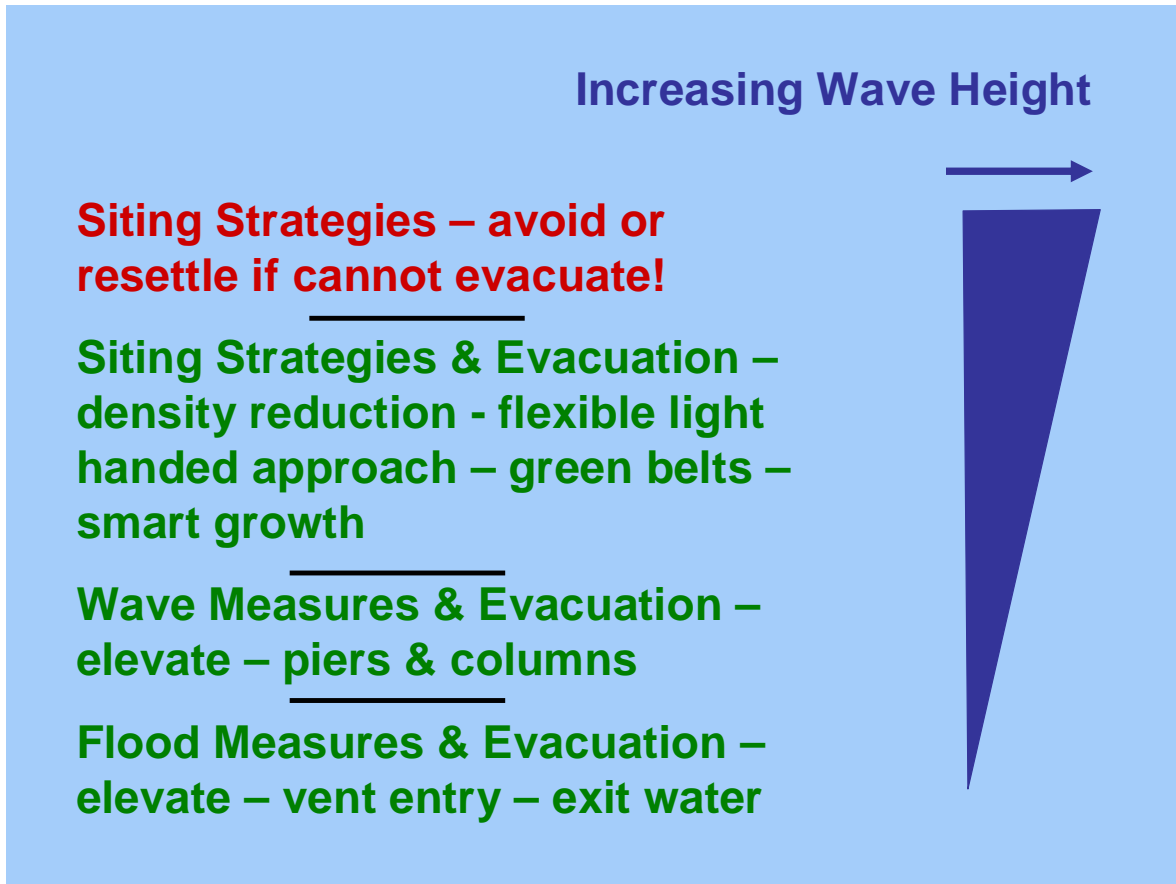 Increasing Wave Height
Siting Strategies – avoid or
resettle if cannot evacuate!
Siting Strategies & Evacuation –
density reduction - flexible light
handed approach – green belts –
smart growth
Wave Measures & Evacuation –
elevate – piers & columns
Flood Measures & Evacuation –
elevate – vent entry – exit water